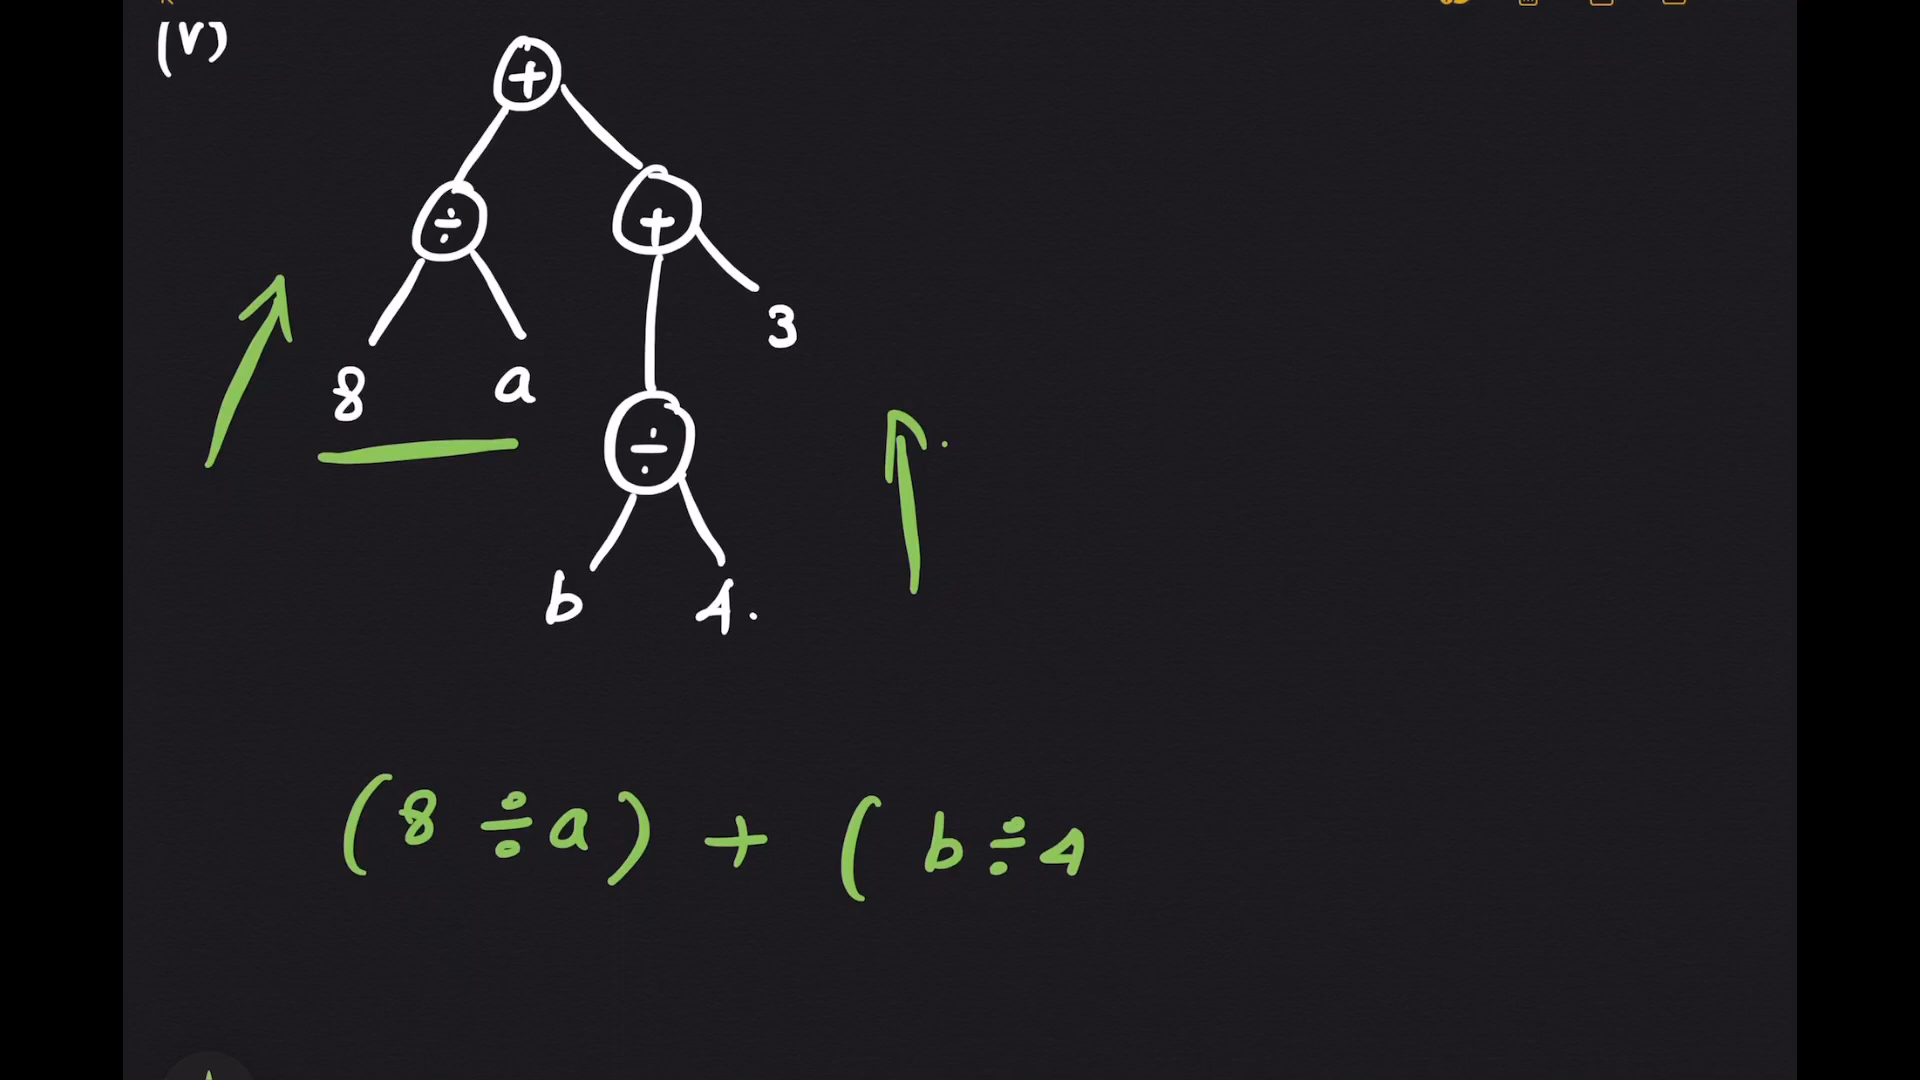 (v)
+
÷ +
3
8 a
÷
b 4.
(8 ÷ a) + ( b ÷ 4